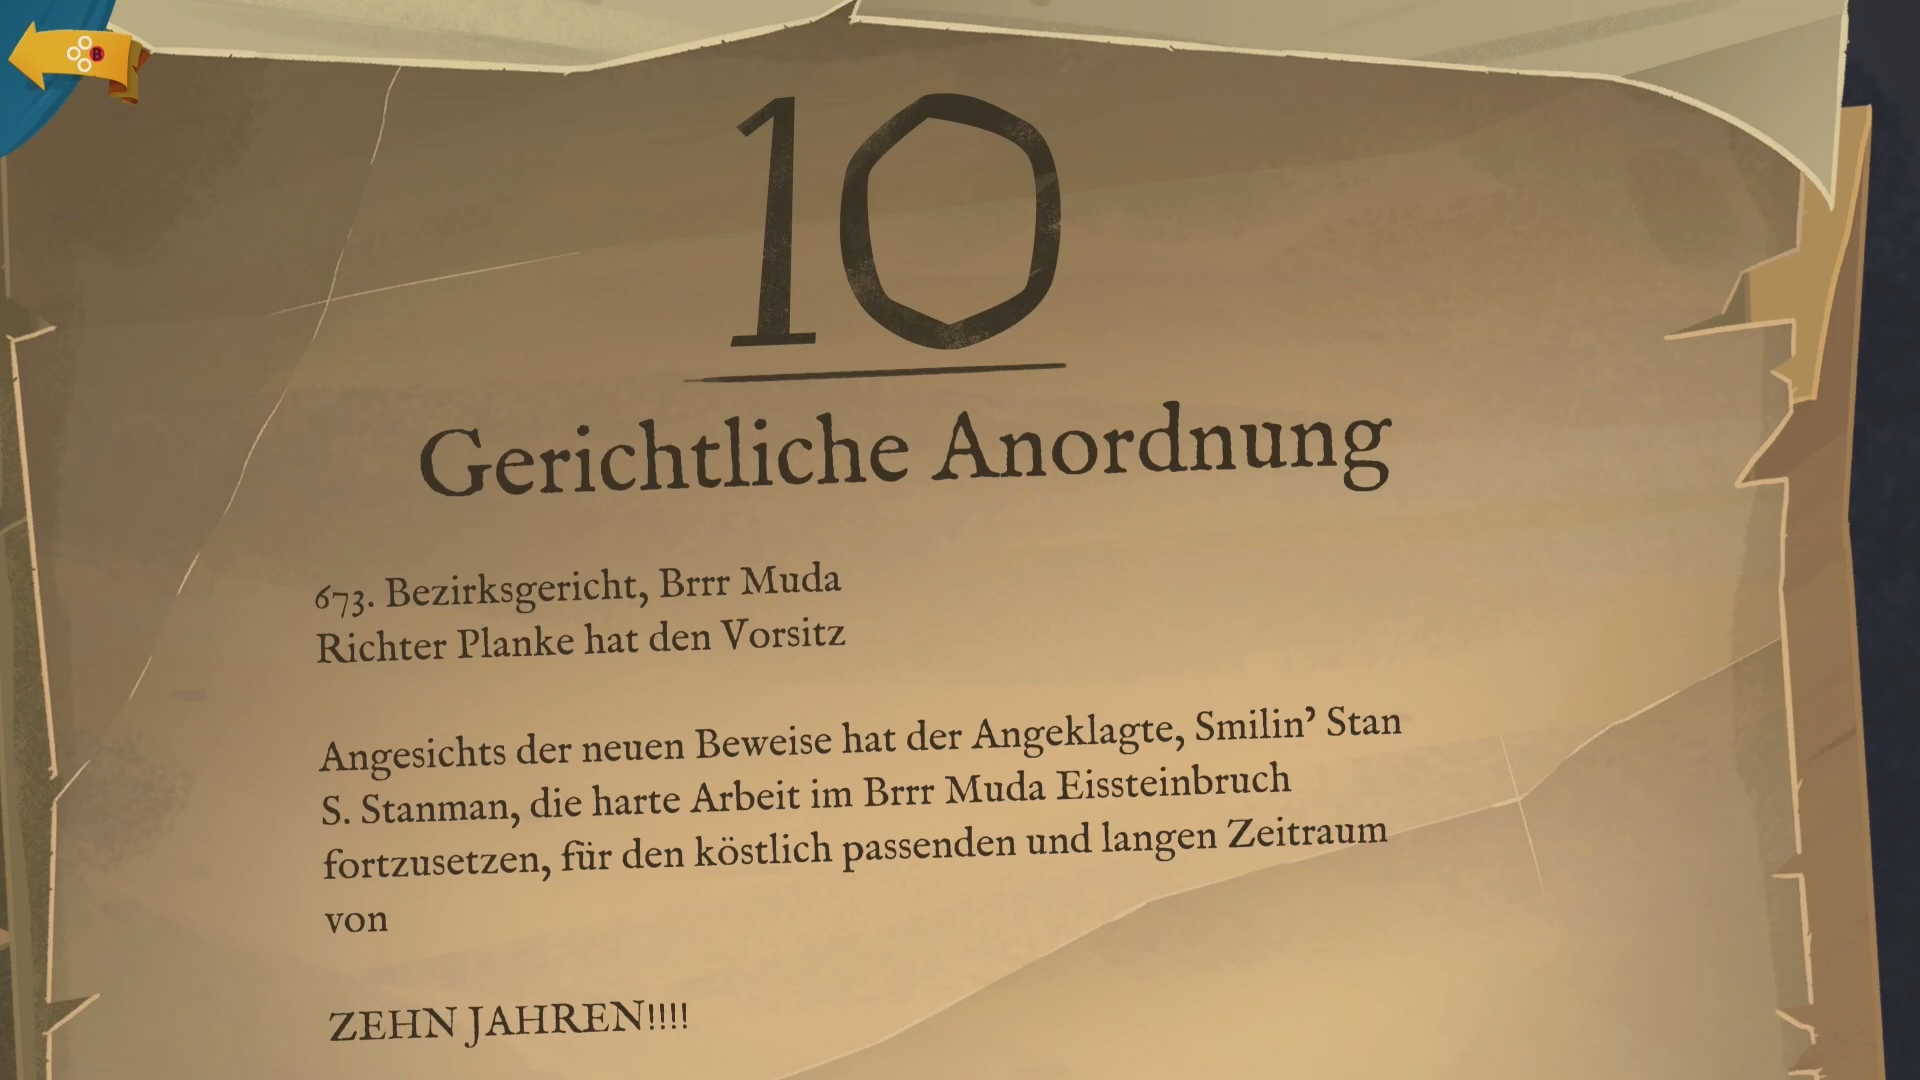 B
10
Gerichtliche Anordnung
673. Bezirksgericht, Brrr Muda
Richter Planke hat den Vorsitz
Angesichts der neuen Beweise hat der Angeklagte, Smilin’ Stan
S. Stanman, die harte Arbeit im Brrr Muda Eissteinbruch
fortzusetzen, für den köstlich passenden und langen Zeitraum
von
ZEHN JAHREN!!!!